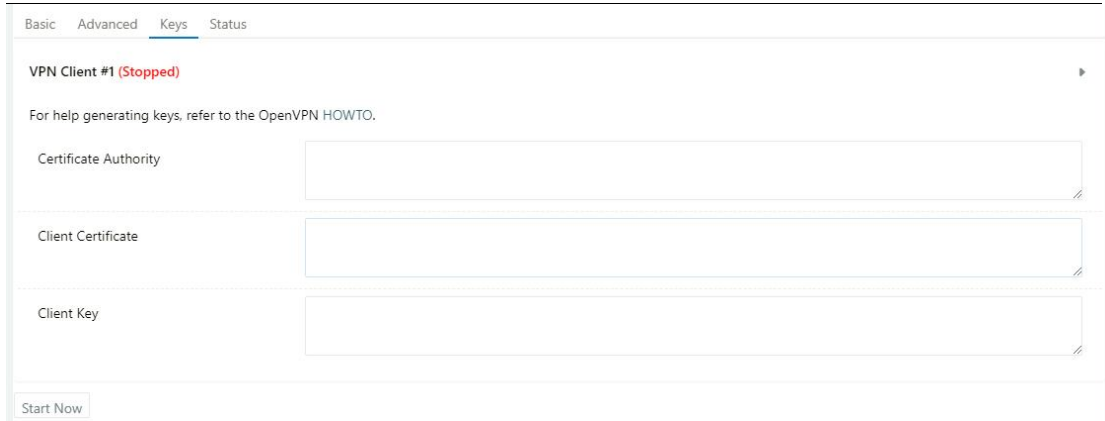 Basic Advanced Keys Status
VPN Client #1 (Stopped)
For help generating keys, refer to the OpenVPN HOWTO.
Certificate Authority
Client Certificate
Client Key
Start Now